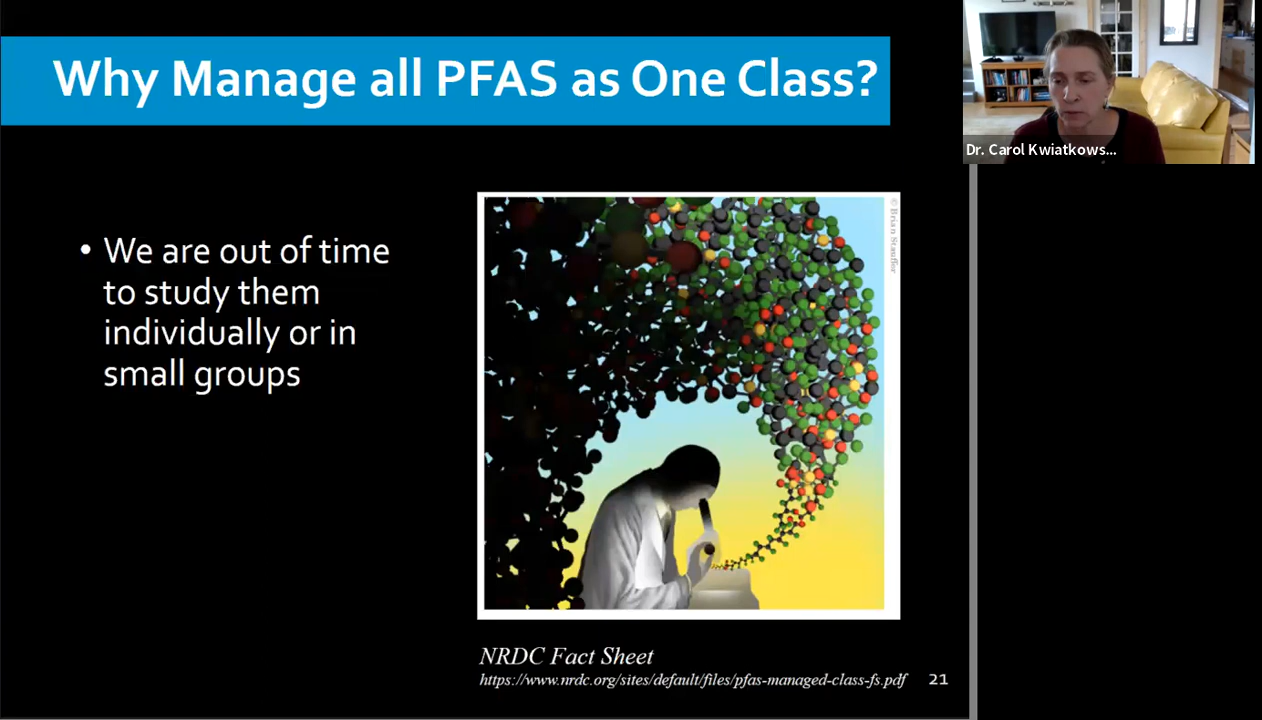 Why Manage all PFAS as One Class?
Dr. Carol Kwiatkows...
© Brian Stauffer
• We are out of time
to study them
individually or in
small groups
NRDC Fact Sheet
https://www.nrdc.org/sites/default/files/pfas-managed-class-fs.pdf
21